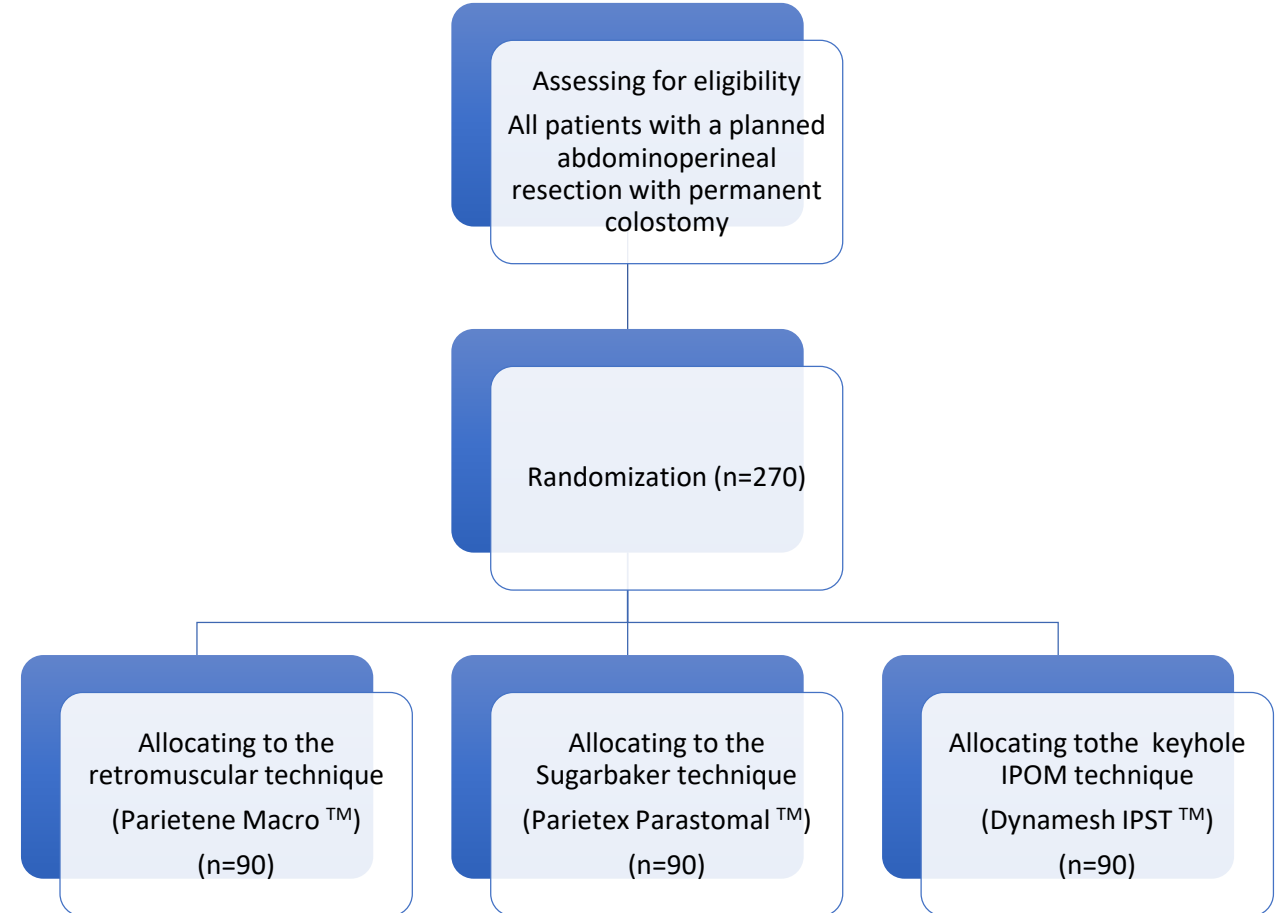 Assessing for eligibility
All patients with a planned
abdominoperineal
resection with permanent
colostomy
Randomization (n=270)
Allocating to the
retromuscular technique
(Parietene Macro ™)
(n=90)
Allocating to the
Sugarbaker technique
(Parietex Parastomal ™)
(n=90)
Allocating tothe  keyhole
IPOM technique
(Dynamesh IPST ™)
(n=90)